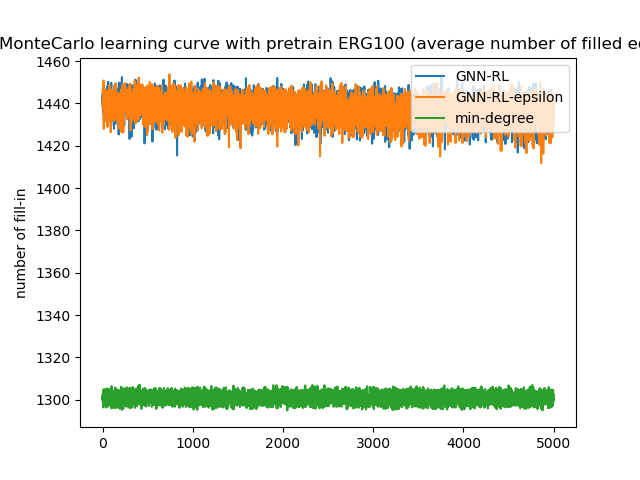 MonteCarlo learning curve with pretrain ERG100 (average number of filled
GNN-RL
GNN-RL-epsilon
min-degree
number of fill-in
1460
1440
1420
1400
1380
1360
1340
1320
1300
0 1000 2000 3000 4000 5000